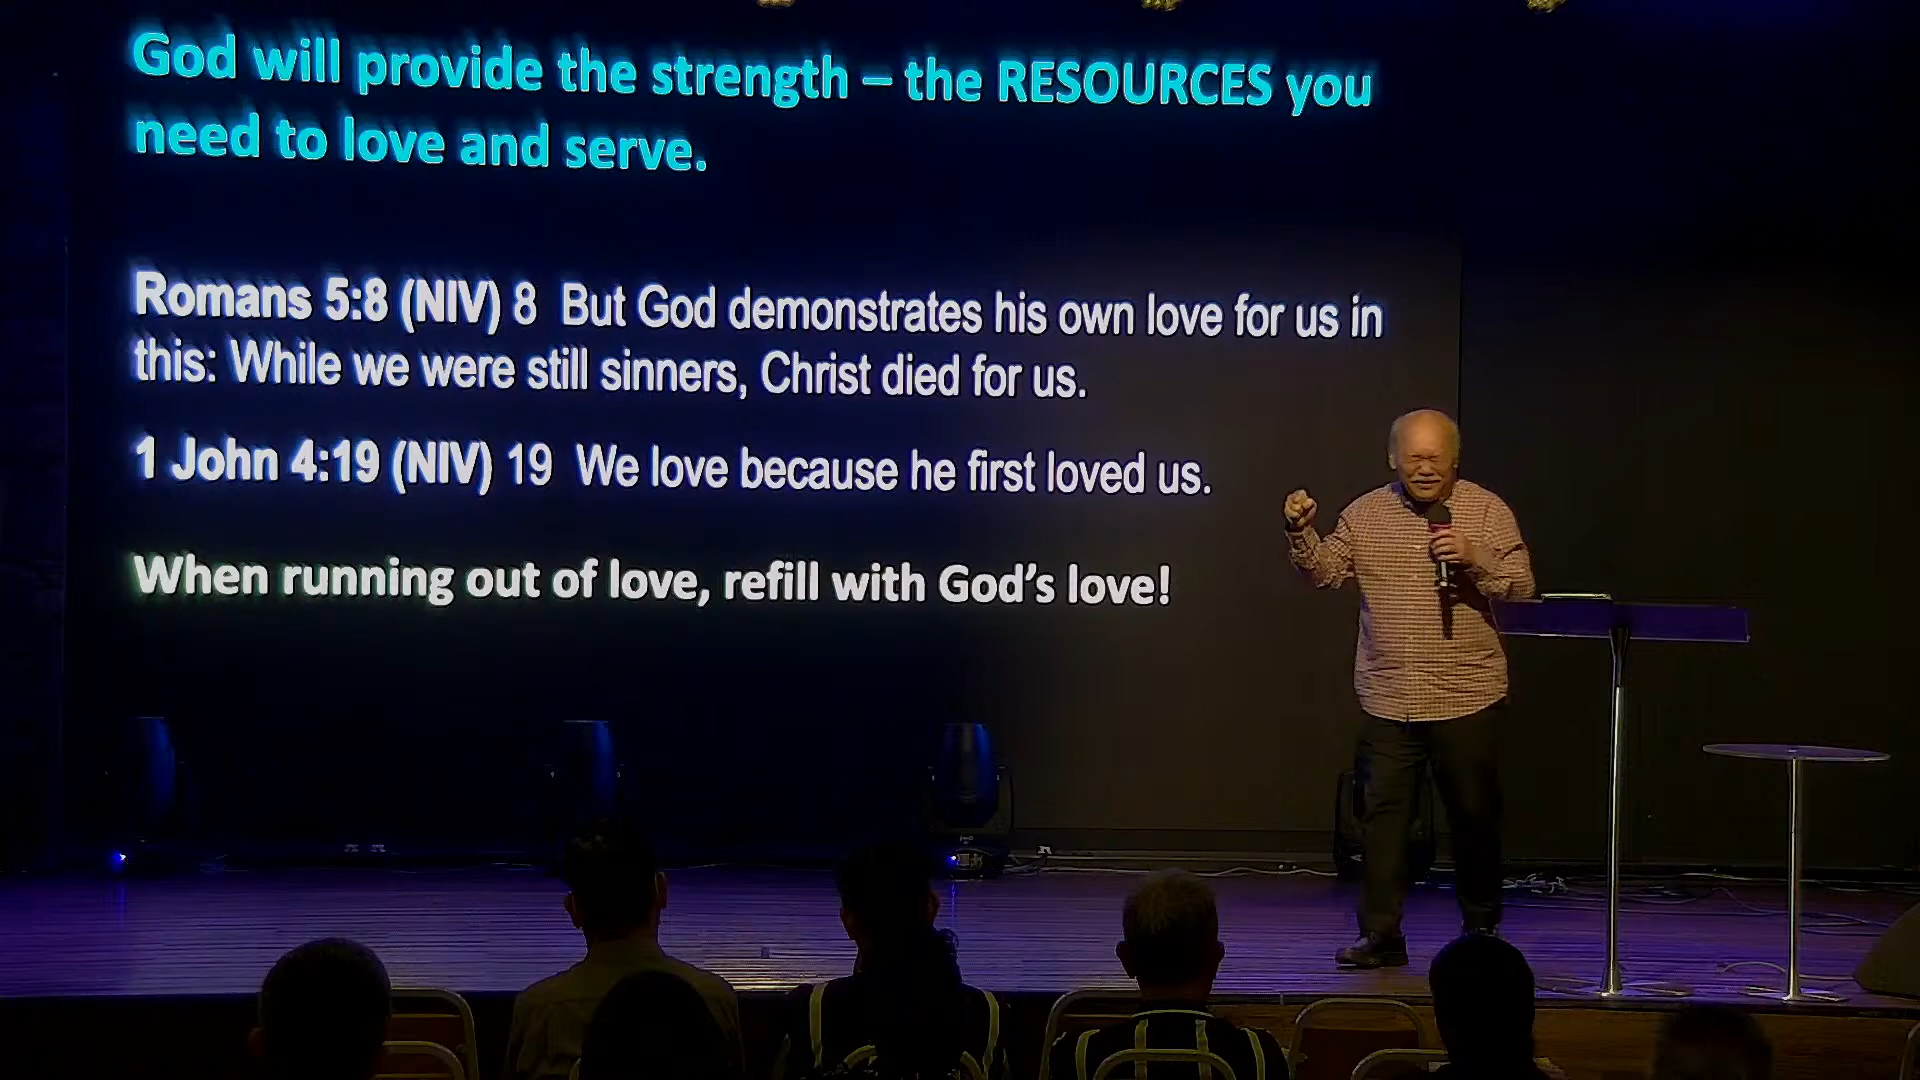 God will provide the strength – the RESOURCES you
need to love and serve.
Romans 5:8 (NIV) 8 But God demonstrates his own love for us in
this: While we were still sinners, Christ died for us.
1 John 4:19 (NIV) 19 We love because he first loved us.
When running out of love, refill with God’s love!